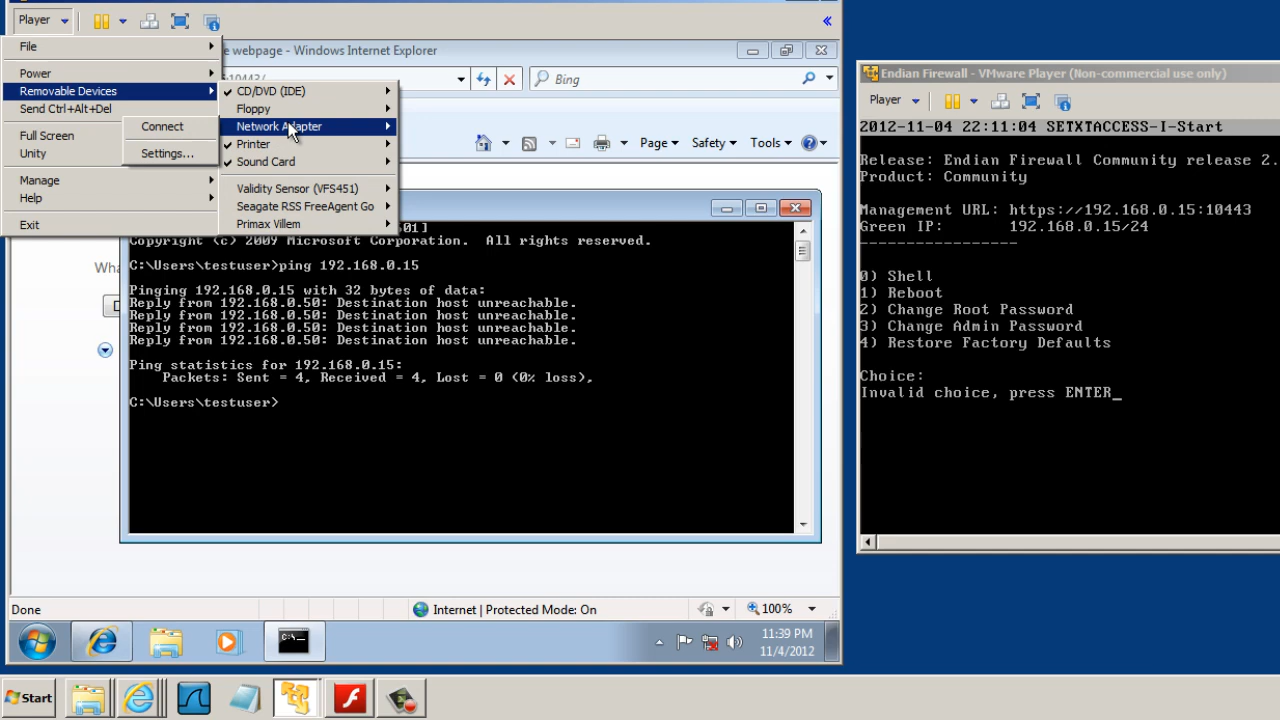 Player
File
Power
Removable Devices
Send Ctrl+Alt+Del
Full Screen
Unity
Manage
Help
Exit
Connect
Settings...
CD/DVD (IDE)
Floppy
Network Adapter
Printer
Sound Card
Validity Sensor (VFS451)
Seagate RSS FreeAgent Go
Primax Villem
e webpage - Windows Internet Explorer
10443/
Bing
Page
Safety
Tools
Wha
01]
Copyright (c) 2009 Microsoft Corporation. All rights reserved.
C:\Users\testuser>ping 192.168.0.15
Pinging 192.168.0.15 with 32 bytes of data:
Reply from 192.168.0.50: Destination host unreachable.
Reply from 192.168.0.50: Destination host unreachable.
Reply from 192.168.0.50: Destination host unreachable.
Reply from 192.168.0.50: Destination host unreachable.
Ping statistics for 192.168.0.15:
Packets: Sent = 4, Received = 4, Lost = 0 (0% loss),
C:\Users\testuser>
Done
Internet | Protected Mode: On
100%
11:39 PM
11/4/2012
Endian Firewall - VMware Player (Non-commercial use only)
Player
2012-11-04 22:11:04 SETXTACCESS-I-Start
Release: Endian Firewall Community release 2.
Product: Community
Management URL: https://192.168.0.15:10443
Green IP: 192.168.0.15/24
-----------------
0) Shell
1) Reboot
2) Change Root Password
3) Change Admin Password
4) Restore Factory Defaults
Choice:
Invalid choice, press ENTER_
Start